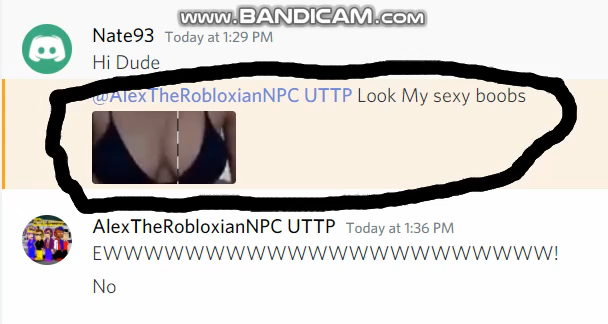 www.BANDICAM.com
Nate93 Today at 1:29 PM
Hi Dude
@AlexTheRobloxianNPC UTTP Look My sexy boobs
AlexTheRobloxianNPC UTTP Today at 1:36 PM
EWWWWWWWWWWWWWWWWWWWWWW!
No